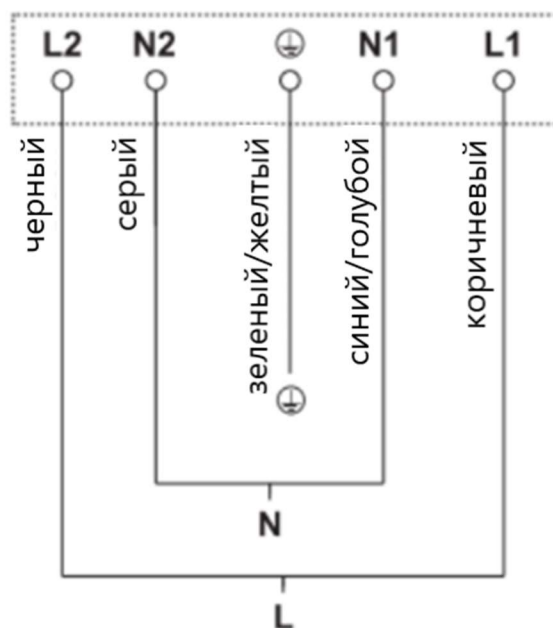 L2 N2 N1 L1
черный
серый
зеленый/желтый
синий/голубой
коричневый
N
L